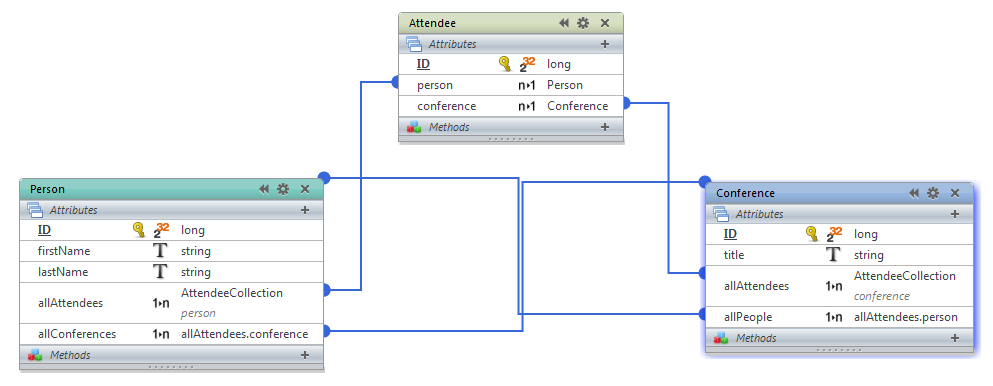 Attendee
Attributes
ID 2 32 long
person n▸1 Person
conference n▸1 Conference
Methods
Person
Attributes
ID 2 32 long
firstName T string
lastName T string
allAttendees 1▸n AttendeeCollection
person
allConferences 1▸n allAttendees.conference
Methods
Conference
Attributes
ID 2 32 long
title T string
allAttendees 1▸n AttendeeCollection
conference
allPeople 1▸n allAttendees.person
Methods